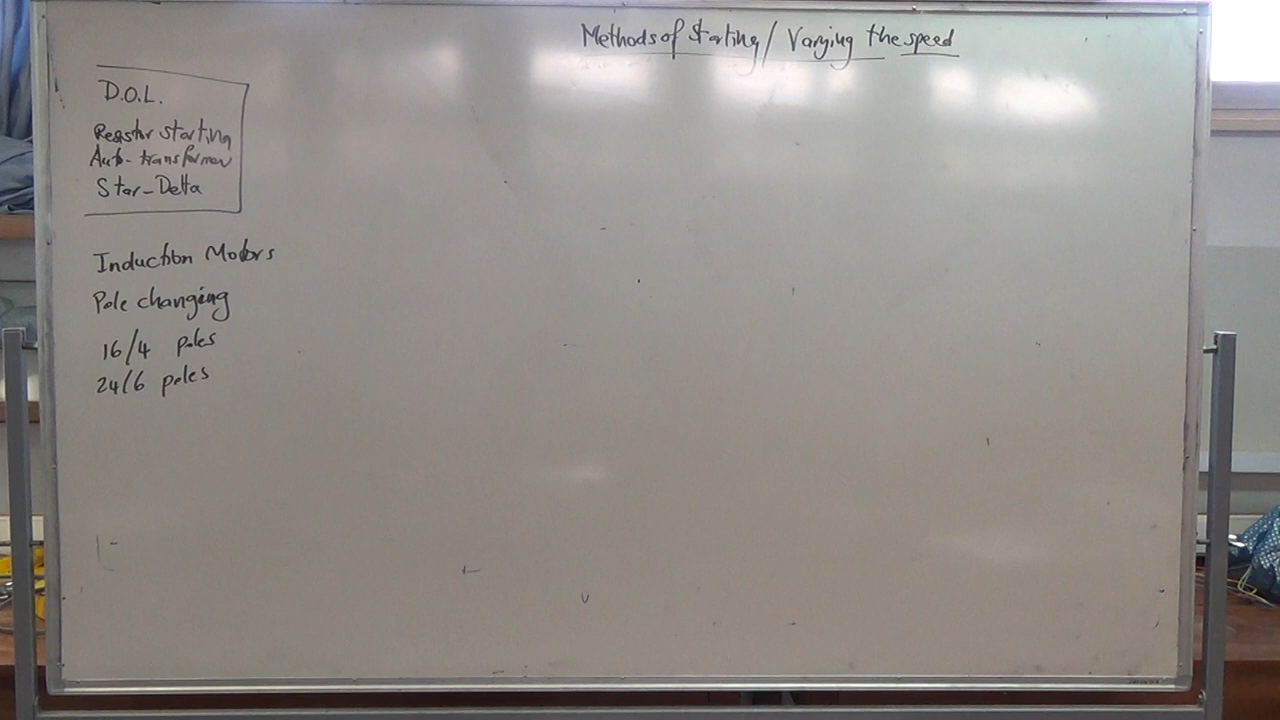 Methods of Starting / Varying the speed
D.O.L.
Resistor starting
Auto-transformer
Star-Delta
Induction Motors
Pole changing
16/4 poles
24/6 poles